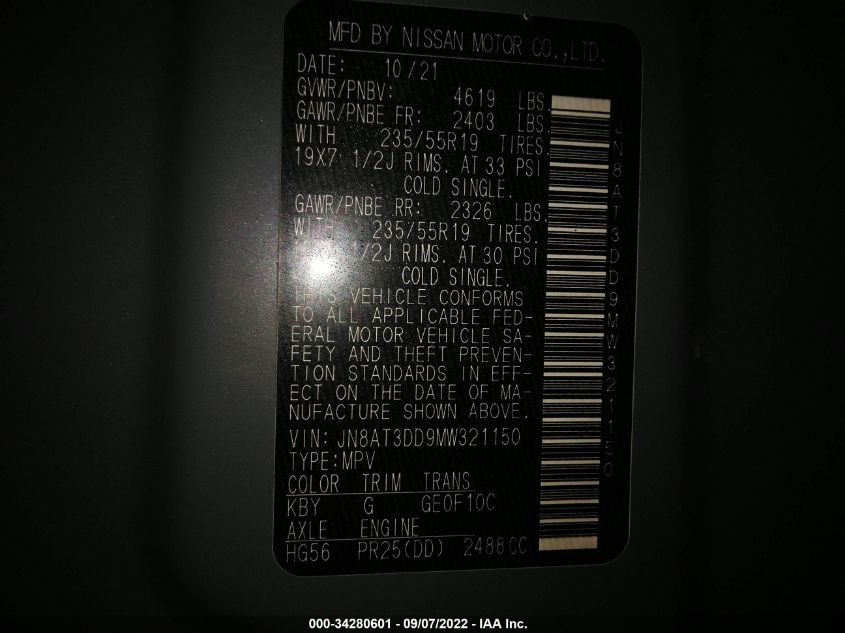 MFD BY NISSAN MOTOR CO.,LTD.
DATE: 10/21
GVWR/PNBV: 4619 LBS.
GAWR/PNBE FR: 2403 LBS.
WITH 235/55R19 TIRES.
19X7 1/2J RIMS. AT 33 PSI
COLD SINGLE.
GAWR/PNBE RR: 2326 LBS.
WITH 235/55R19 TIRES.
1/2J RIMS. AT 30 PSI
COLD SINGLE.
THIS VEHICLE CONFORMS
TO ALL APPLICABLE FED-
ERAL MOTOR VEHICLE SA-
FETY AND THEFT PREVEN-
TION STANDARDS IN EFF-
ECT ON THE DATE OF MA-
NUFACTURE SHOWN ABOVE.
VIN: JN8AT3DD9MW321150
TYPE:MPV
COLOR TRIM TRANS
KBY G GE0F10C
AXLE ENGINE
HG56 PR25(DD) 2488CC
JN8AT3DD9MW321150
000-34280601 - 09/07/2022 - IAA Inc.